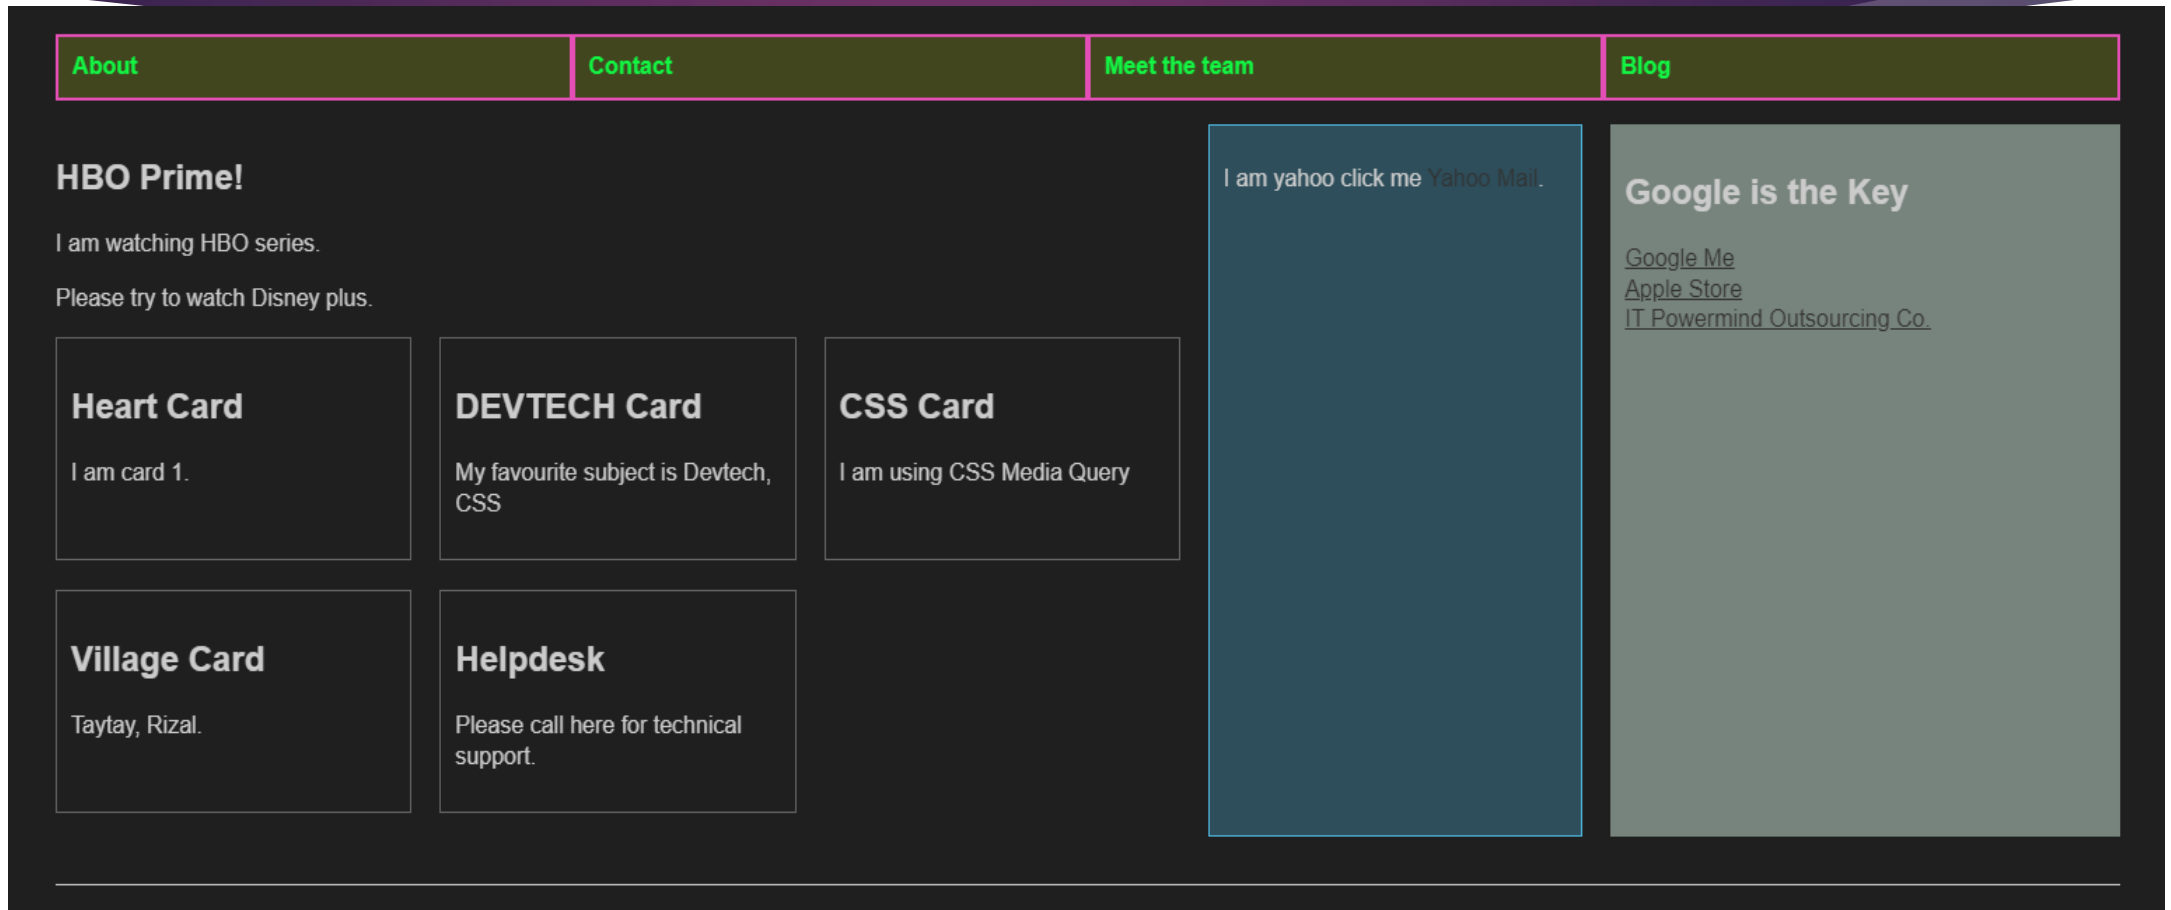 About
Contact
Meet the team
Blog
HBO Prime!
I am watching HBO series.
Please try to watch Disney plus.
Heart Card
I am card 1.
DEVTECH Card
My favourite subject is Devtech,
CSS
CSS Card
I am using CSS Media Query
Village Card
Taytay, Rizal.
Helpdesk
Please call here for technical
support.
I am yahoo click me Yahoo Mail.
Google is the Key
Google Me
Apple Store
IT Powermind Outsourcing Co.